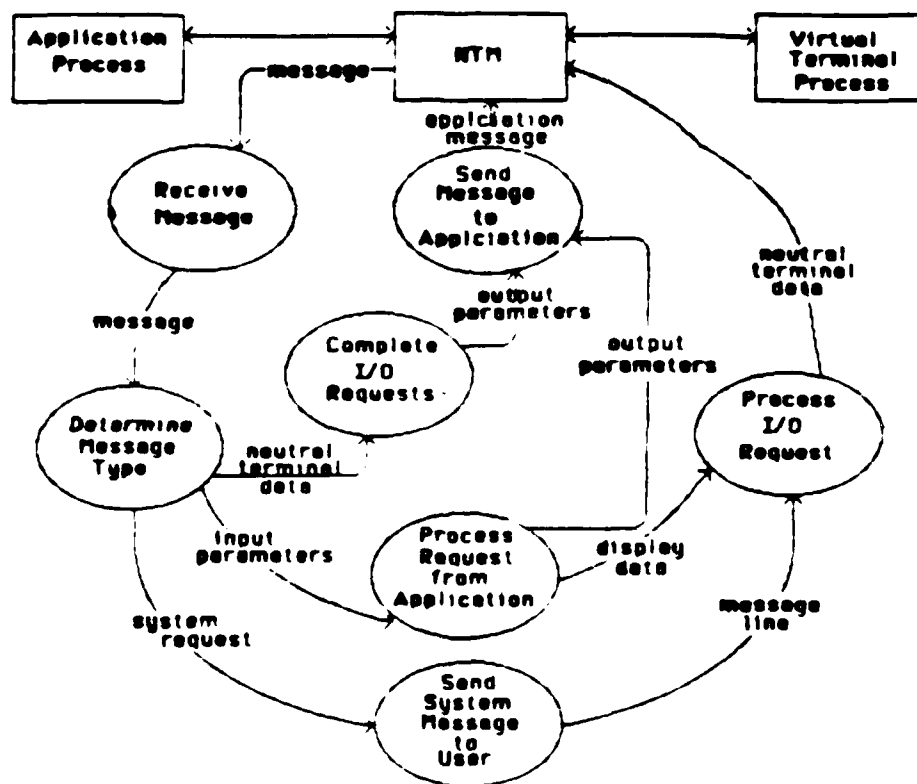 Application
Process
NTM
Virtual
Terminal
Process
message
applciation
message
Receive
Message
Send
Message
to
Applciation
neutral
terminal
data
message
output
parameters
Complete
I/O
Requests
output
parameters
Process
I/O
Request
Determine
Message
Type
neutral
terminal
data
input
parameters
Process
Request
from
Application
display
data
system
request
message
line
Send
System
Message
to
User